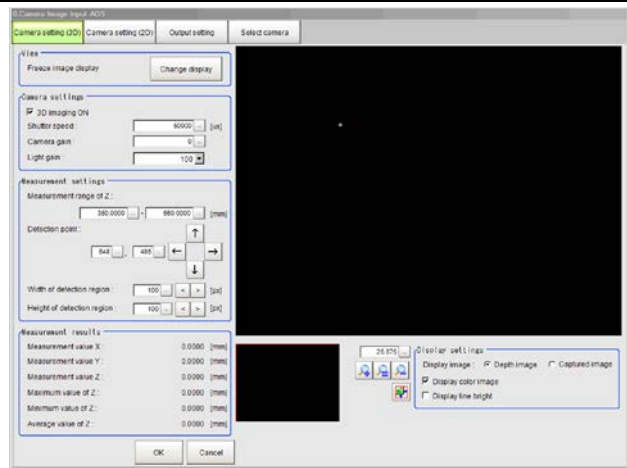 0.Camera Image Input AOS
Camera setting (3D) Camera setting (2D) Output setting Select camera
View
Freeze image display Change display
Camera settings
3D imaging ON
Shutter speed : 60000 ... [us]
Camera gain : 0 ...
Light gain : 100
Measurement settings
Measurement range of Z :
360.0000 ... - 660.0000 ... [mm]
Detection point : ↑
648 ... , 486 ... ← →
↓
Width of detection region : 100 ... < > [px]
Height of detection region : 100 ... < > [px]
Measurement results
Measurement value X : 0.0000 [mm]
Measurement value Y : 0.0000 [mm]
Measurement value Z : 0.0000 [mm]
Maximum value of Z : 0.0000 [mm]
Minimum value of Z : 0.0000 [mm]
Average value of Z : 0.0000 [mm]
26.875 ...
Display settings
Display image : Depth image Captured image
Display color image
Display line bright
OK Cancel